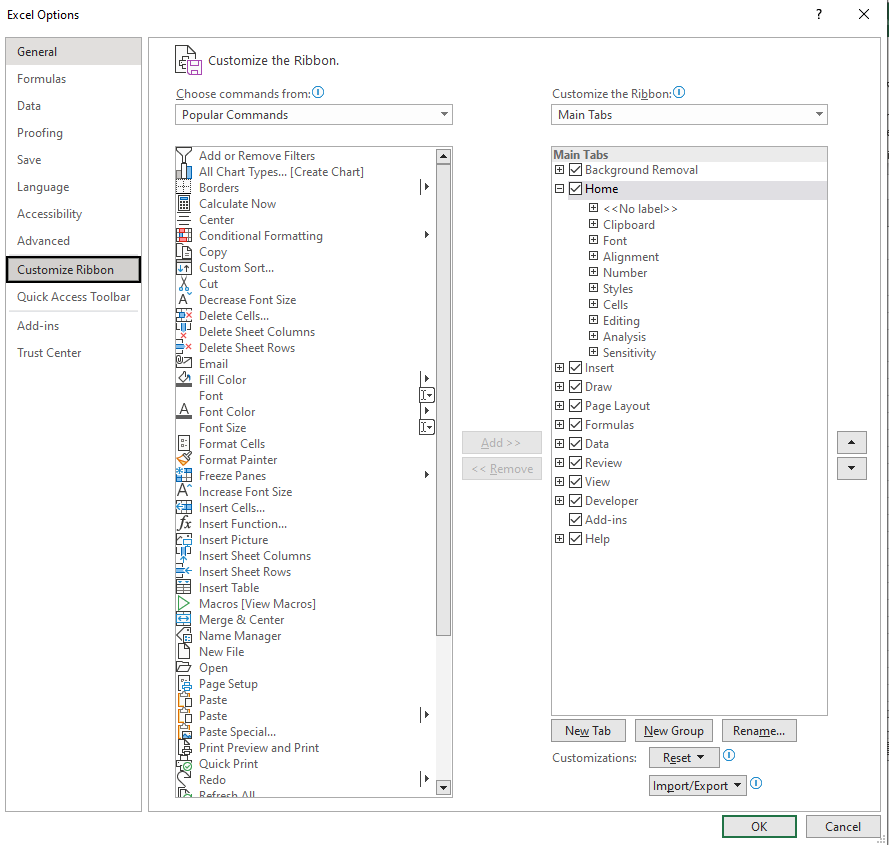 Excel Options
?
General
Formulas
Data
Proofing
Save
Language
Accessibility
Advanced
Customize Ribbon
Quick Access Toolbar
Add-ins
Trust Center
Customize the Ribbon.
Choose commands from:
Popular Commands
Add or Remove Filters
All Chart Types... [Create Chart]
Borders
Calculate Now
Center
Conditional Formatting
Copy
Custom Sort...
Cut
Decrease Font Size
Delete Cells...
Delete Sheet Columns
Delete Sheet Rows
Email
Fill Color
Font
Font Color
Font Size
Format Cells
Format Painter
Freeze Panes
Increase Font Size
Insert Cells...
Insert Function...
Insert Picture
Insert Sheet Columns
Insert Sheet Rows
Insert Table
Macros [View Macros]
Merge & Center
Name Manager
New File
Open
Page Setup
Paste
Paste
Paste Special...
Print Preview and Print
Quick Print
Redo
Refresh All
Add >>
<< Remove
Customize the Ribbon:
Main Tabs
Main Tabs
Background Removal
Home
<<No label>>
Clipboard
Font
Alignment
Number
Styles
Cells
Editing
Analysis
Sensitivity
Insert
Draw
Page Layout
Formulas
Data
Review
View
Developer
Add-ins
Help
New Tab
New Group
Rename...
Customizations:
Reset
Import/Export
OK
Cancel